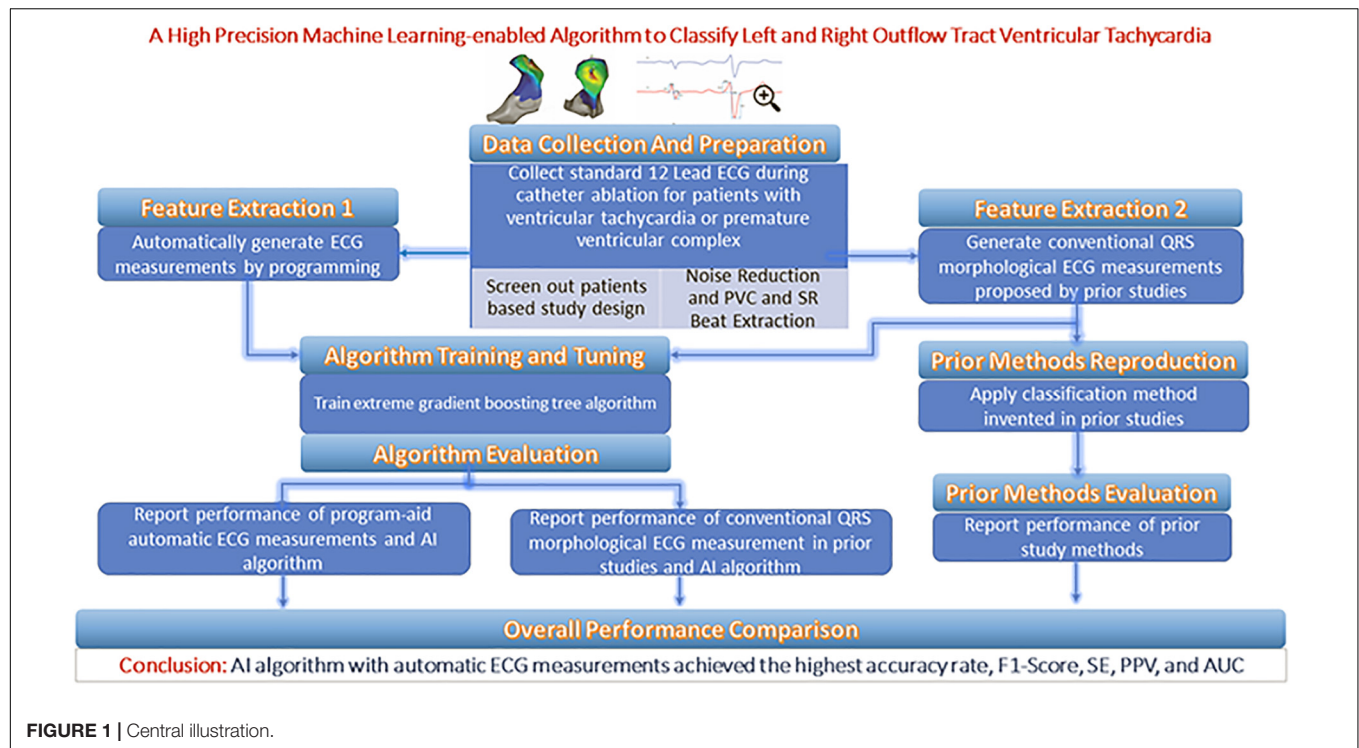 A High Precision Machine Learning-enabled Algorithm to Classify Left and Right Outflow Tract Ventricular Tachycardia
Data Collection And Preparation
Collect standard 12 Lead ECG during
catheter ablation for patients with
ventricular tachycardia or premature
ventricular complex
Screen out patients
based study design
Noise Reduction
and PVC and SR
Beat Extraction
Feature Extraction 1
Automatically generate ECG
measurements by programming
Feature Extraction 2
Generate conventional QRS
morphological ECG measurements
proposed by prior studies
Algorithm Training and Tuning
Train extreme gradient boosting tree algorithm
Prior Methods Reproduction
Apply classification method
invented in prior studies
Algorithm Evaluation
Report performance of program-aid
automatic ECG measurements and AI
algorithm
Report performance of conventional QRS
morphological ECG measurement in prior
studies and AI algorithm
Prior Methods Evaluation
Report performance of prior
study methods
Overall Performance Comparison
Conclusion: AI algorithm with automatic ECG measurements achieved the highest accuracy rate, F1-Score, SE, PPV, and AUC
FIGURE 1 | Central illustration.